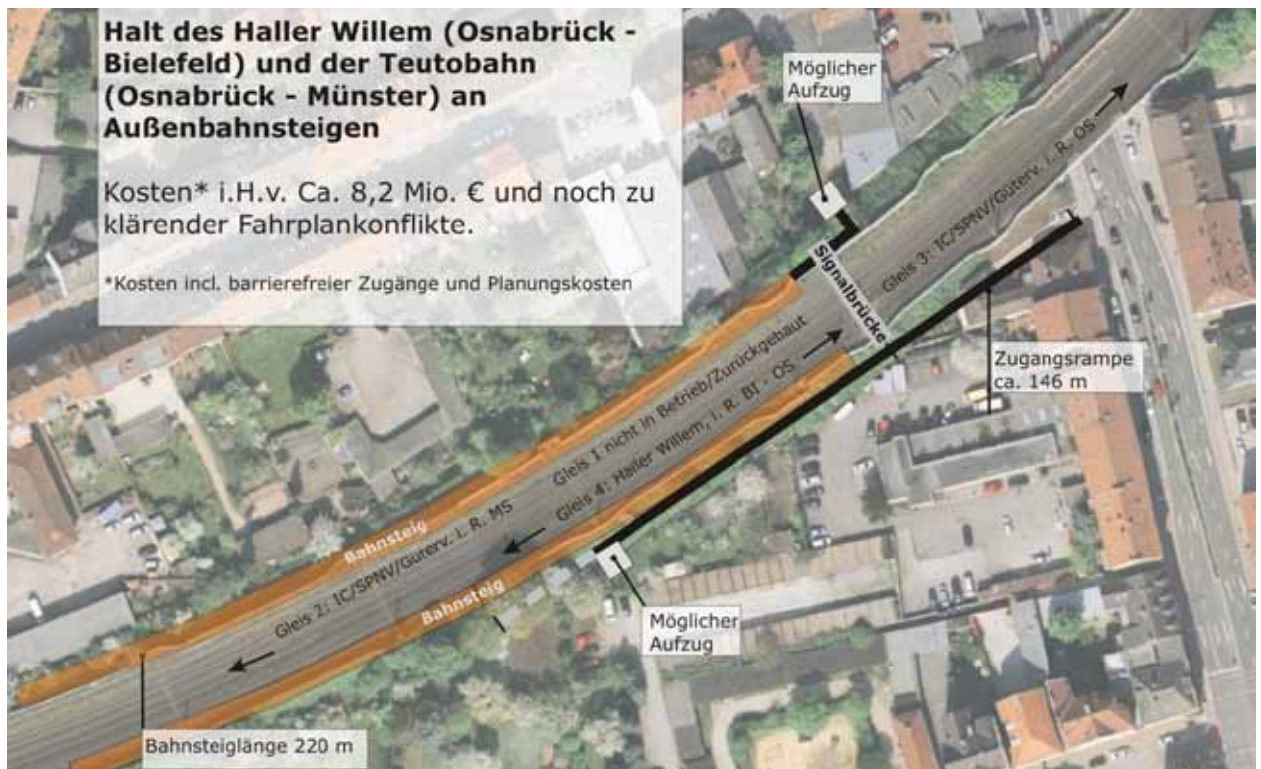 Halt des Haller Willem (Osnabrück -
Bielefeld) und der Teutobahn
(Osnabrück - Münster) an
Außenbahnsteigen
Kosten* i.H.v. Ca. 8,2 Mio. € und noch zu
klärender Fahrplankonflikte.
*Kosten incl. barrierefreier Zugänge und Planungskosten
Möglicher
Aufzug
Gleis 3: IC/SPNV/Güterv. i. R. OS
Signalbrücke
Zugangsrampe
ca. 146 m
Gleis 1 nicht in Betrieb/Zurückgebaut
Gleis 4: Haller Willem, i. R. BI - OS
Bahnsteig
Gleis 2: IC/SPNV/Güterv. i. R. MS
Bahnsteig
Möglicher
Aufzug
Bahnsteiglänge 220 m